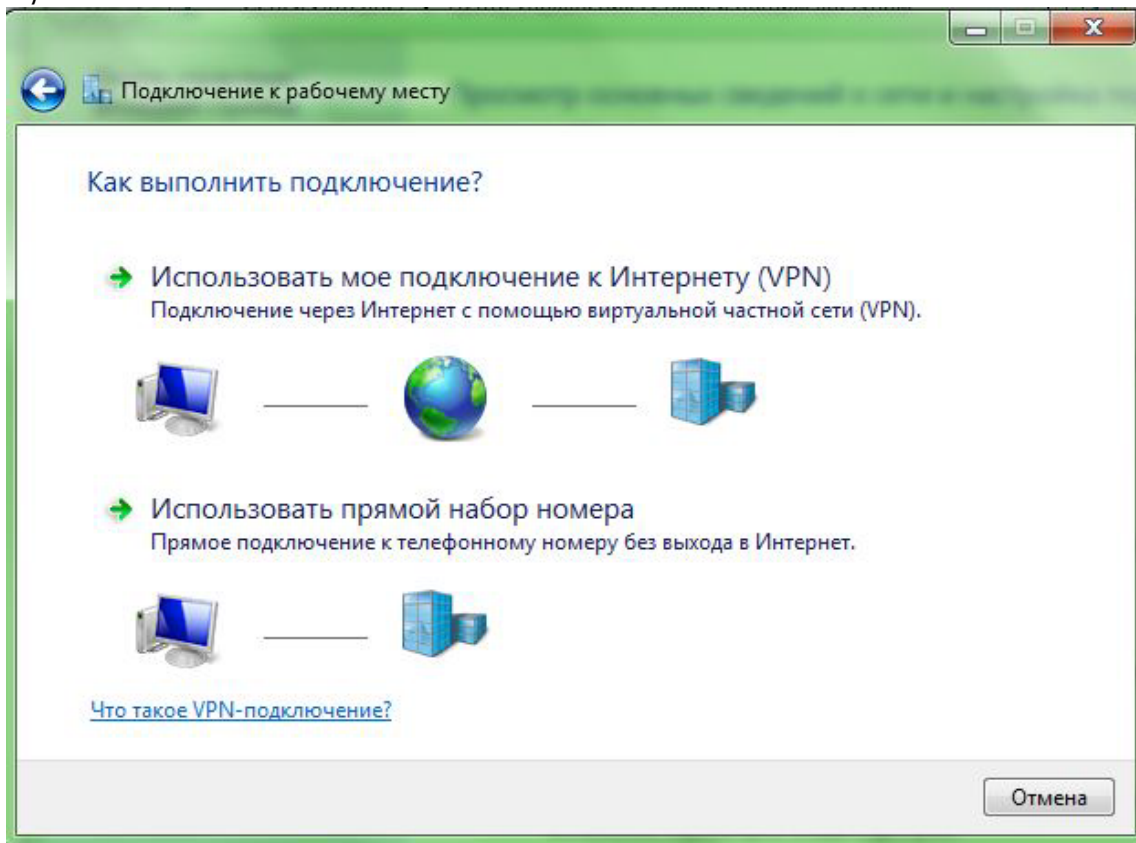 Подключение к рабочему месту
Как выполнить подключение?
Использовать мое подключение к Интернету (VPN)
Подключение через Интернет с помощью виртуальной частной сети (VPN).
Использовать прямой набор номера
Прямое подключение к телефонному номеру без выхода в Интернет.
Что такое VPN-подключение?
Отмена